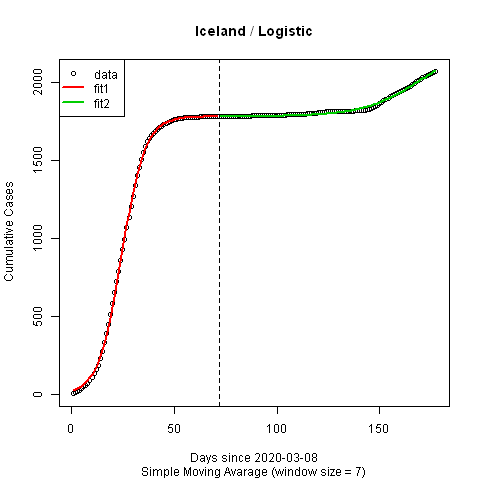 Iceland / Logistic
data
fit1
fit2
Cumulative Cases
0
500
1000
1500
2000
0
50
100
150
Days since 2020-03-08
Simple Moving Avarage (window size = 7)